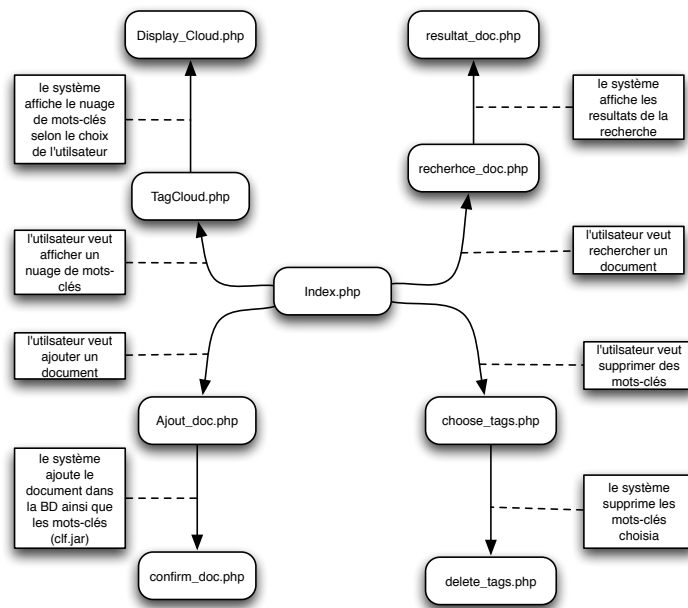 Display_Cloud.php
resultat_doc.php
le système
affiche le nuage
de mots-clés
selon le choix
de l'utilsateur
le système
affiche les
resultats de la
recherche
TagCloud.php
recherhce_doc.php
l'utilsateur veut
afficher un
nuage de mots-
clés
l'utilsateur veut
rechercher un
document
Index.php
l'utilsateur veut
ajouter un
document
l'utilsateur veut
supprimer des
mots-clés
Ajout_doc.php
choose_tags.php
le système
ajoute le
document dans
la BD ainsi que
les mots-clés
(clf.jar)
le système
supprime les
mots-clés
choisia
confirm_doc.php
delete_tags.php